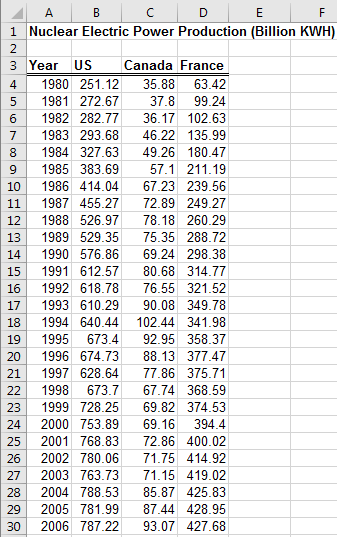 A B C D E F
1 Nuclear Electric Power Production (Billion KWH)
2
3 Year US Canada France
4 1980 251.12 35.88 63.42
5 1981 272.67 37.8 99.24
6 1982 282.77 36.17 102.63
7 1983 293.68 46.22 135.99
8 1984 327.63 49.26 180.47
9 1985 383.69 57.1 211.19
10 1986 414.04 67.23 239.56
11 1987 455.27 72.89 249.27
12 1988 526.97 78.18 260.29
13 1989 529.35 75.35 288.72
14 1990 576.86 69.24 298.38
15 1991 612.57 80.68 314.77
16 1992 618.78 76.55 321.52
17 1993 610.29 90.08 349.78
18 1994 640.44 102.44 341.98
19 1995 673.4 92.95 358.37
20 1996 674.73 88.13 377.47
21 1997 628.64 77.86 375.71
22 1998 673.7 67.74 368.59
23 1999 728.25 69.82 374.53
24 2000 753.89 69.16 394.4
25 2001 768.83 72.86 400.02
26 2002 780.06 71.75 414.92
27 2003 763.73 71.15 419.02
28 2004 788.53 85.87 425.83
29 2005 781.99 87.44 428.95
30 2006 787.22 93.07 427.68